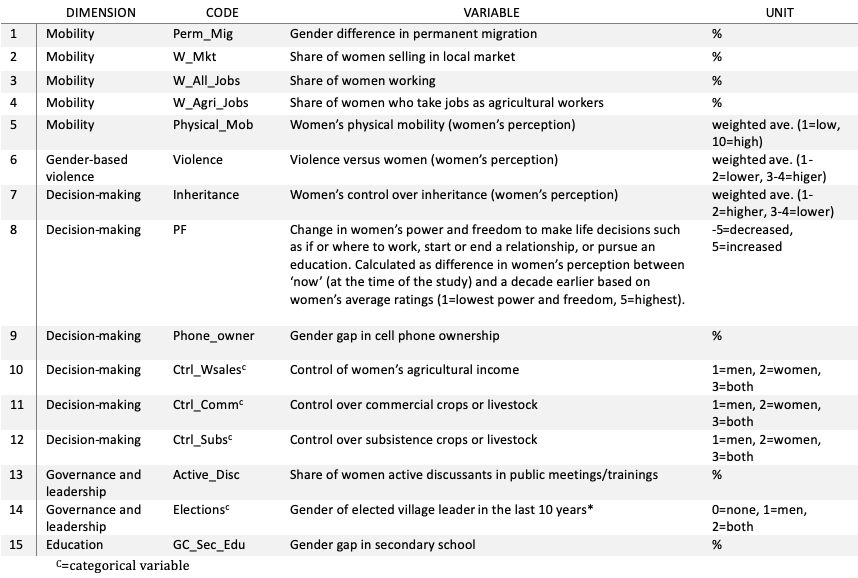 DIMENSION CODE VARIABLE UNIT
1 Mobility Perm_Mig Gender difference in permanent migration %
2 Mobility W_Mkt Share of women selling in local market %
3 Mobility W_All_Jobs Share of women working %
4 Mobility W_Agri_Jobs Share of women who take jobs as agricultural workers %
5 Mobility Physical_Mob Women’s physical mobility (women’s perception) weighted ave. (1=low,
10=high)
6 Gender-based Violence Violence versus women (women’s perception) weighted ave. (1-
violence 2=lower, 3-4=higer)
7 Decision-making Inheritance Women’s control over inheritance (women’s perception) weighted ave. (1-
2=higher, 3-4=lower)
8 Decision-making PF Change in women’s power and freedom to make life decisions such -5=decreased,
as if or where to work, start or end a relationship, or pursue an 5=increased
education. Calculated as difference in women’s perception between
‘now’ (at the time of the study) and a decade earlier based on
women’s average ratings (1=lowest power and freedom, 5=highest).
9 Decision-making Phone_owner Gender gap in cell phone ownership %
10 Decision-making Ctrl_Wsalesᶜ Control of women’s agricultural income 1=men, 2=women,
3=both
11 Decision-making Ctrl_Commᶜ Control over commercial crops or livestock 1=men, 2=women,
3=both
12 Decision-making Ctrl_Subsᶜ Control over subsistence crops or livestock 1=men, 2=women,
3=both
13 Governance and Active_Disc Share of women active discussants in public meetings/trainings %
leadership
14 Governance and Electionsᶜ Gender of elected village leader in the last 10 years* 0=none, 1=men,
leadership 2=both
15 Education GC_Sec_Edu Gender gap in secondary school %
ᶜ=categorical variable